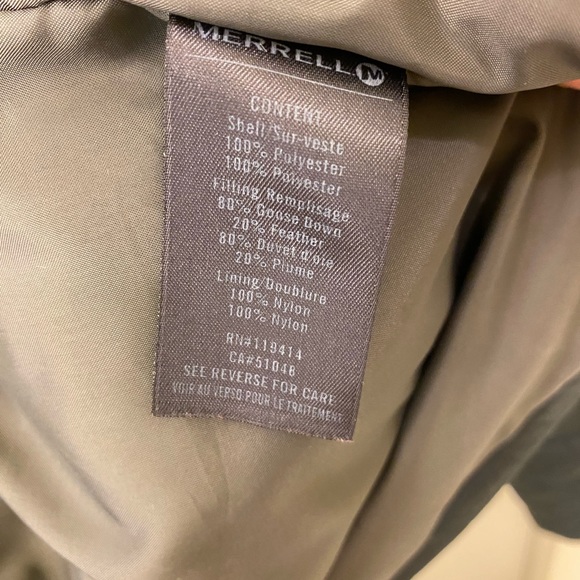 MERRELL M
CONTENT
Shell/Sur-veste
100% Polyester
100% Polyester
Filling/Remplisage
80% Goose Down
20% Feather
80% Duvet d'ote
20% Plume
Lining/Doublure
100% Nylon
100% Nylon
RN#119414
CA#51046
SEE REVERSE FOR CARE
VOIR AU VERSO POUR LE TRAITEMENT